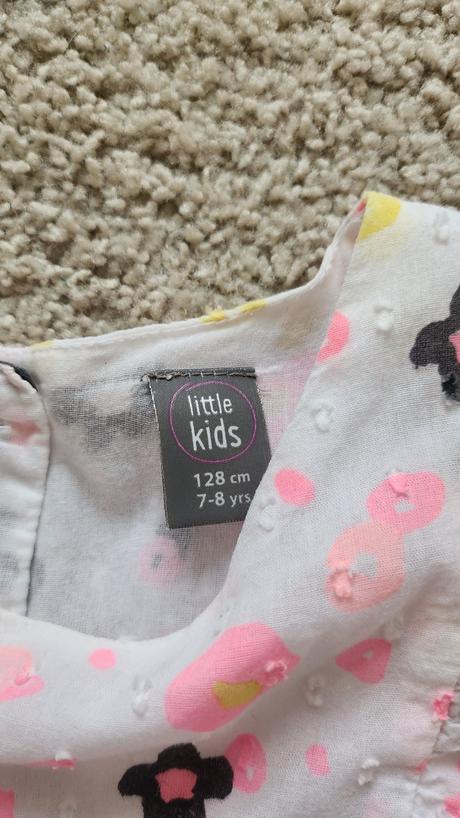 little
kids
128 cm
7-8 yrs